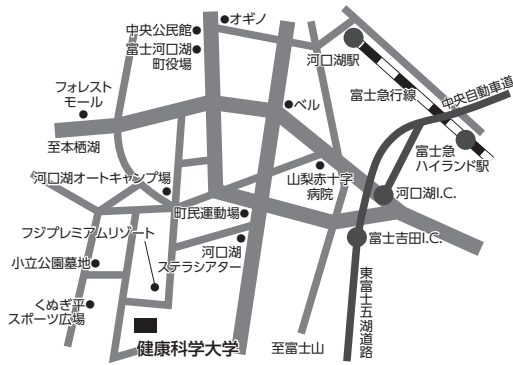 オギノ
中央公民館
富士河口湖
町役場
河口湖駅
フォレスト
モール
富士急行線
中央自動車道
ベル
至本栖湖
富士急
ハイランド駅
山梨赤十字
病院
河口湖オートキャンプ場
河口湖I.C.
町民運動場
フジプレミアムリゾート
富士吉田I.C.
河口湖
ステラシアター
小立公園墓地
東富士五湖道路
くぬぎ平
スポーツ広場
健康科学大学
至富士山